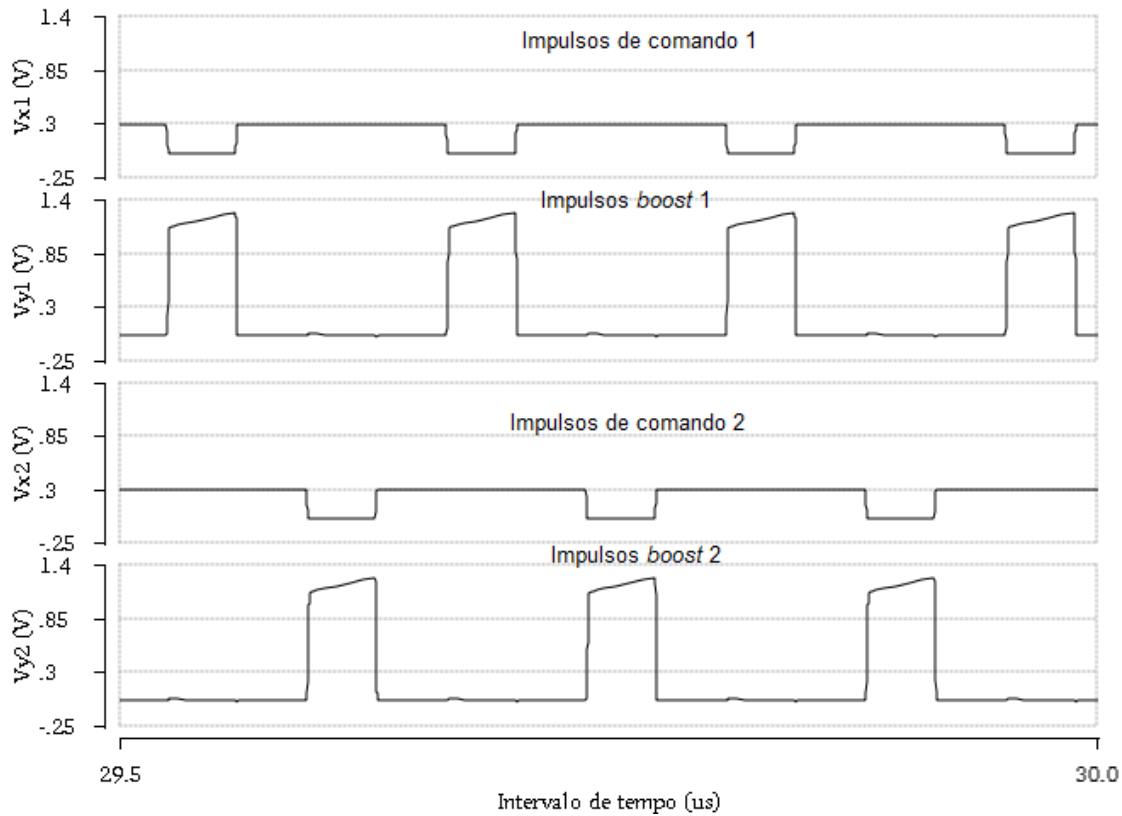 1.4
Impulsos de comando 1
.85
Vx1 (V)
.3
-.25
Impulsos boost 1
1.4
.85
Vy1 (V)
.3
-.25
1.4
Impulsos de comando 2
.85
Vx2 (V)
.3
-.25
Impulsos boost 2
1.4
.85
Vy2 (V)
.3
-.25
29.5
30.0
Intervalo de tempo (us)